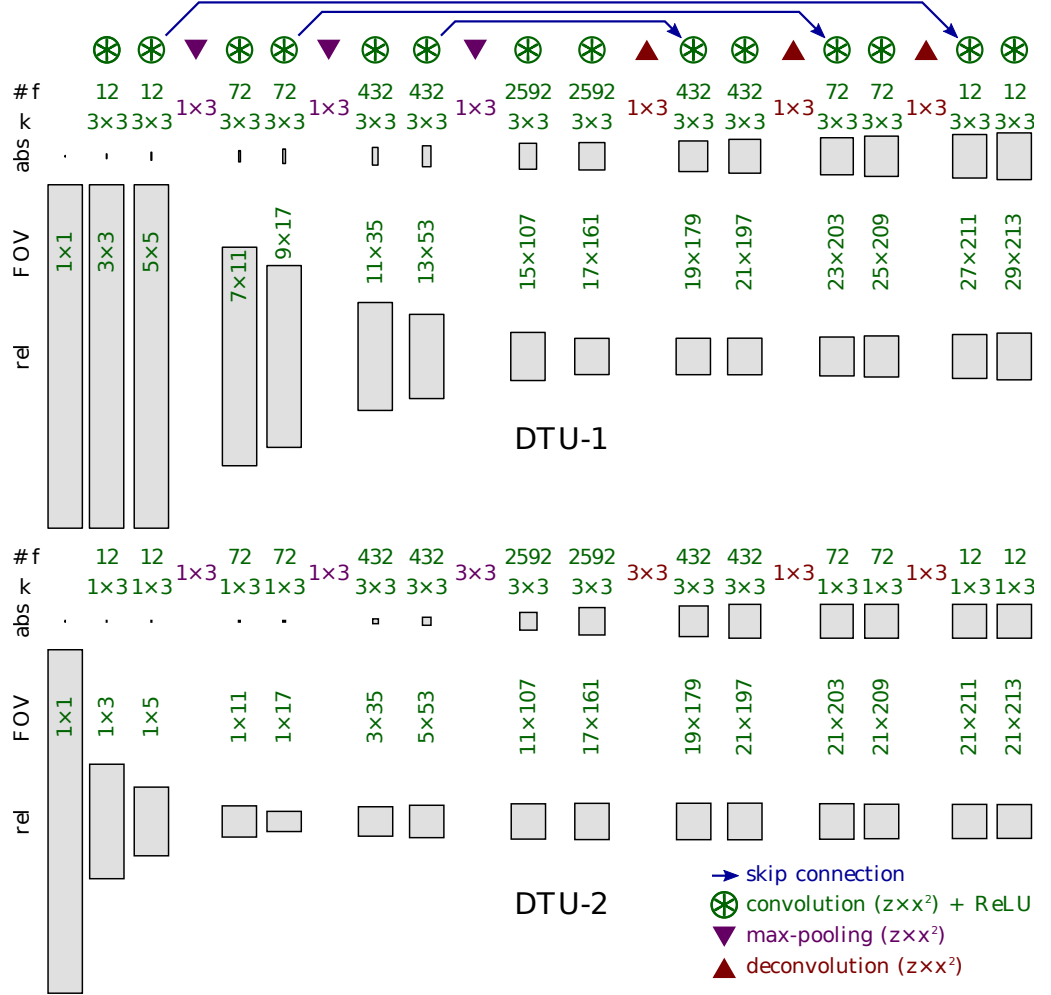 #f 12 12 72 72 432 432 2592 2592 432 432 72 72 12 12
1×3 1×3 1×3 1×3 1×3 1×3
k 3×3 3×3 3×3 3×3 3×3 3×3 3×3 3×3 3×3 3×3 3×3 3×3 3×3 3×3
abs
FOV 1×1 3×3 5×5 7×11 9×17 11×35 13×53 15×107 17×161 19×179 21×197 23×203 25×209 27×211 29×213
rel
DTU-1
#f 12 12 72 72 432 432 2592 2592 432 432 72 72 12 12
1×3 1×3 3×3 3×3 1×3 1×3
k 1×3 1×3 1×3 1×3 3×3 3×3 3×3 3×3 3×3 3×3 1×3 1×3 1×3 1×3
abs
FOV 1×1 1×3 1×5 1×11 1×17 3×35 5×53 11×107 17×161 19×179 21×197 21×203 21×209 21×211 21×213
rel
DTU-2
skip connection
convolution (z×x²) + ReLU
max-pooling (z×x²)
deconvolution (z×x²)